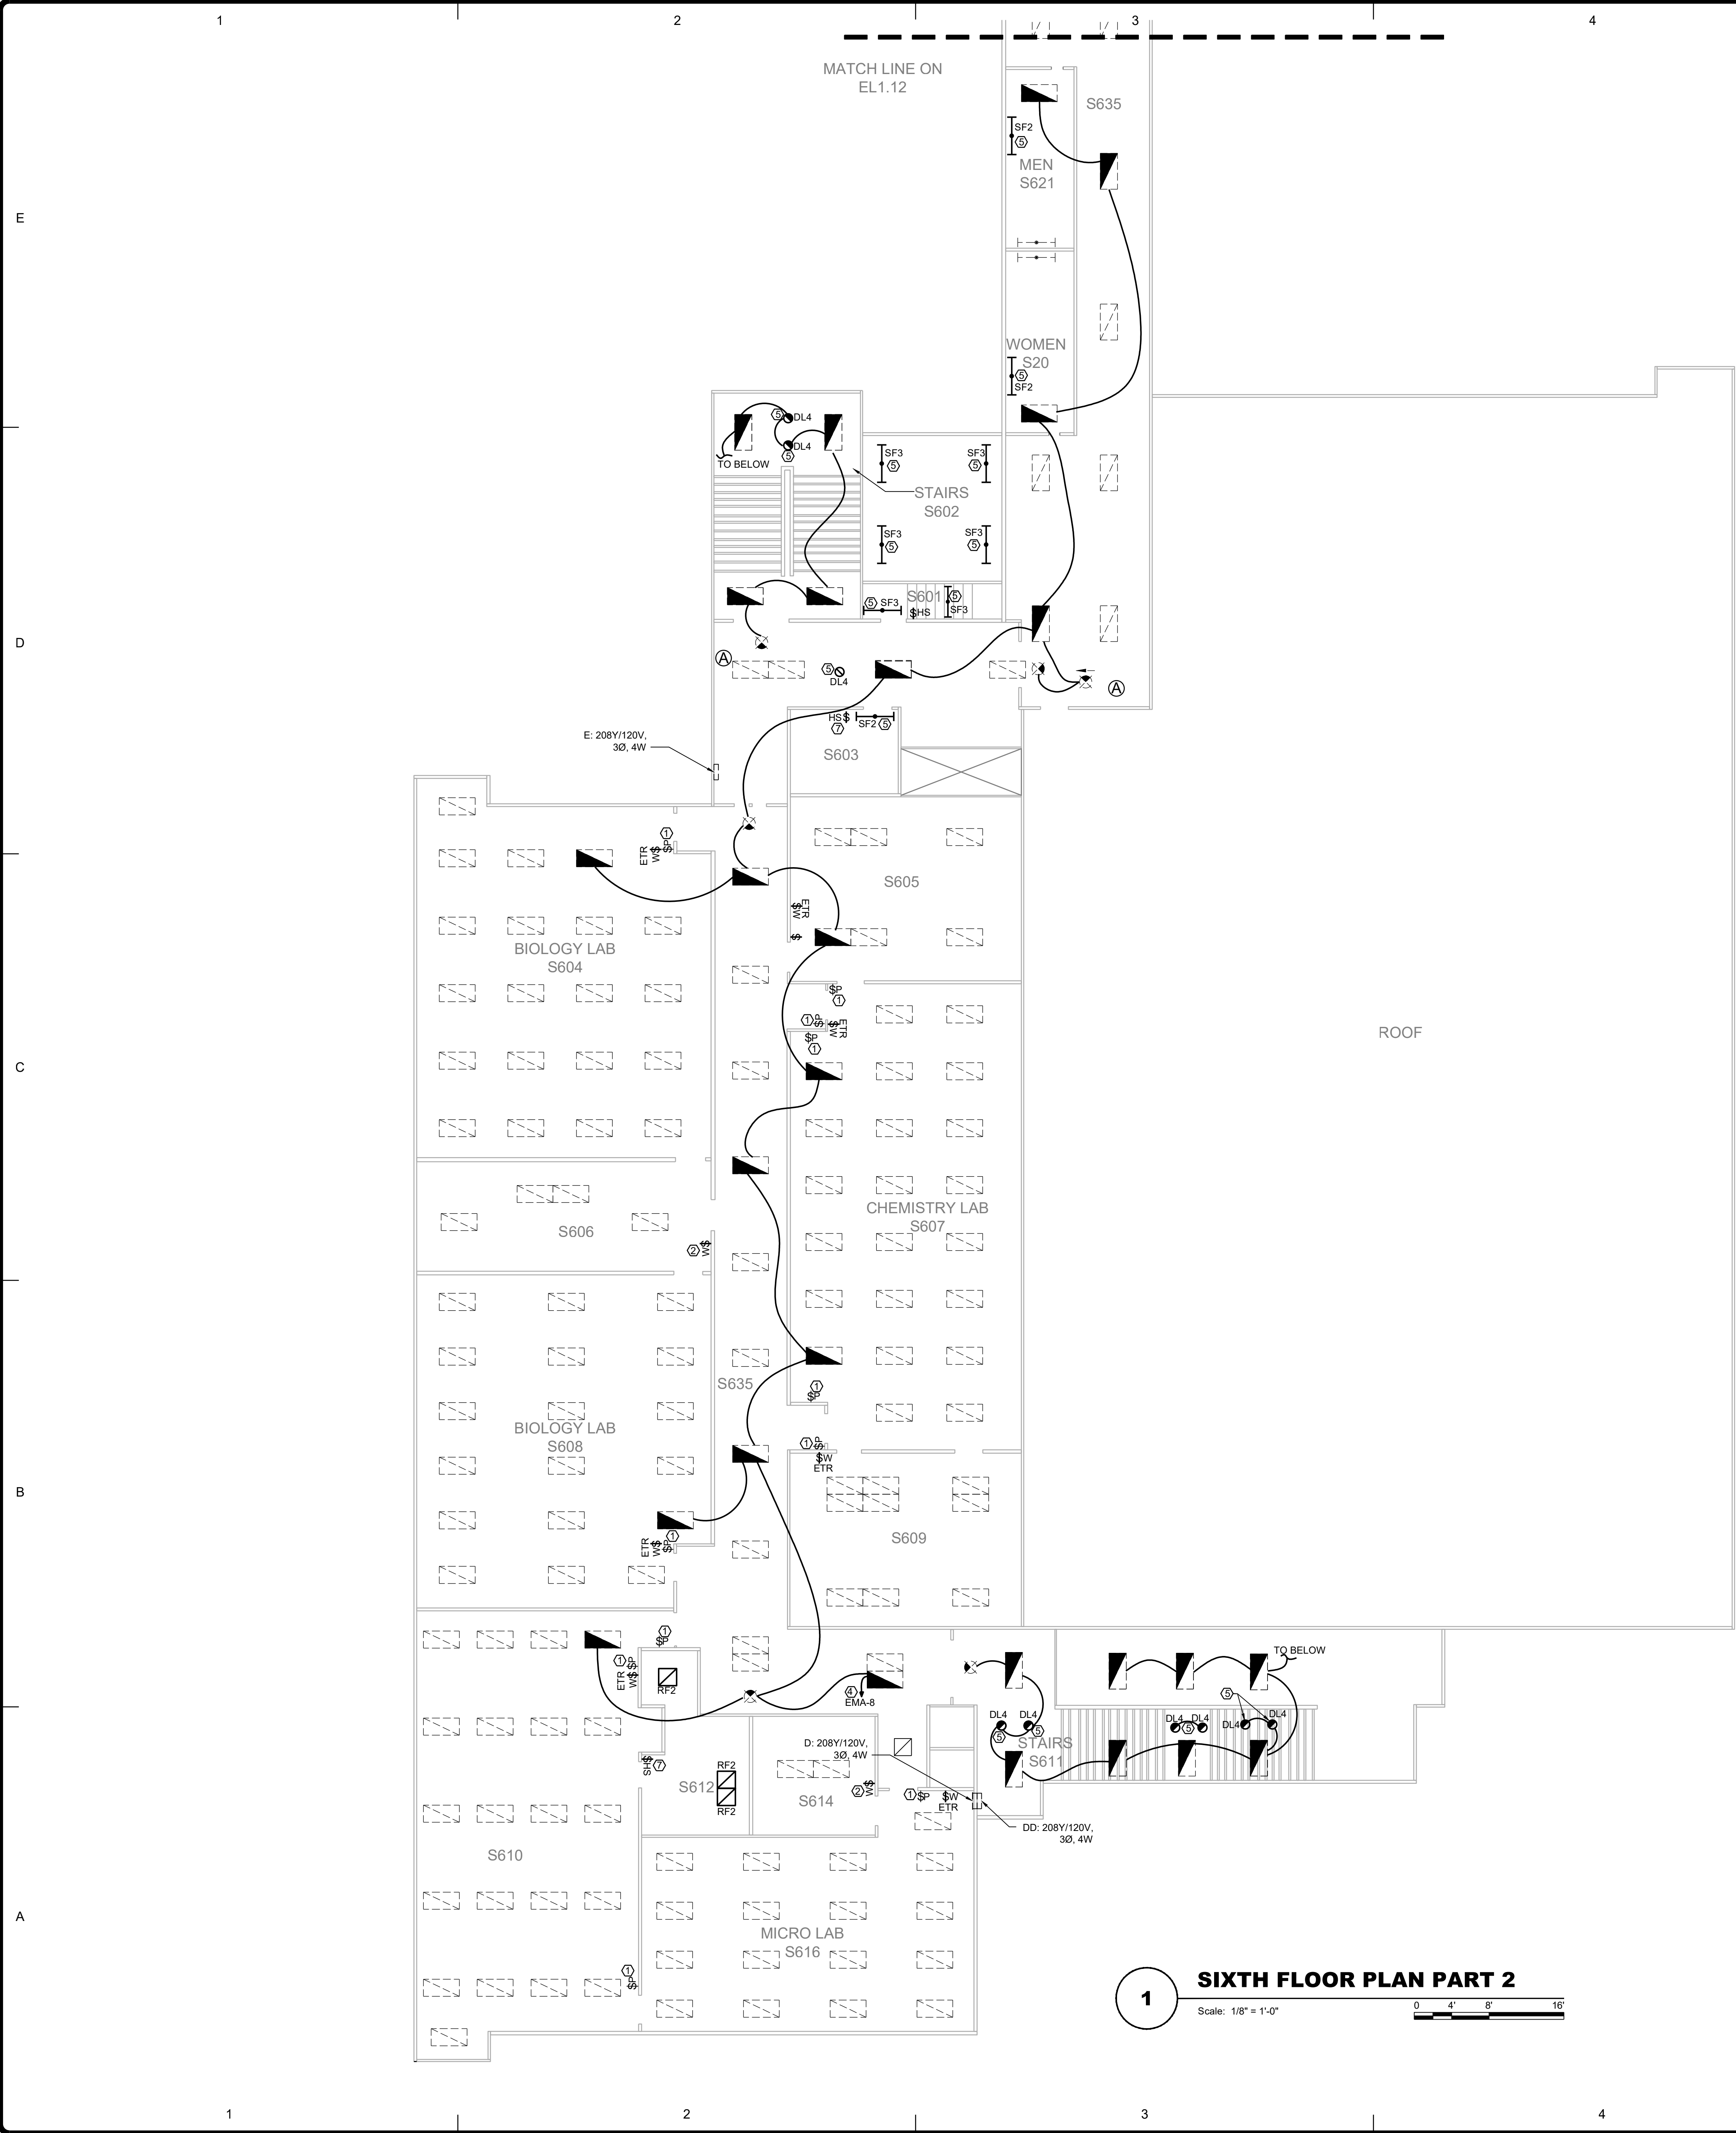 1
2
3
4
MATCH LINE ON
EL1.12
S635
SF2
5
MEN
S621
E
WOMEN
S20
5
SF2
5
DL4
DL4
5
TO BELOW
SF3
5
SF3
5
STAIRS
S602
SF3
5
SF3
5
S601
5
SF3
5
SF3
$HS
D
A
5
DL4
A
HS$
7
SF2
5
S603
E: 208Y/120V,
3Ø, 4W
1
ETR
W$
$P
S605
ETR
$W
$
BIOLOGY LAB
S604
$P
1
1
$P
$W
ETR
$P
1
ROOF
C
CHEMISTRY LAB
S607
S606
2
W$
S635
1
$P
BIOLOGY LAB
S608
1
$P
$W
ETR
B
S609
1
ETR
W$
$P
1
$P
1
ETR
W$
$P
RF2
4
EMA-8
TO BELOW
5
DL4
DL4
5
5
DL4
DL4
5
DL4
DL4
STAIRS
S611
D: 208Y/120V,
3Ø, 4W
SH$
7
S612
RF2
RF2
S614
2
W$
1
$P
$W
ETR
DD: 208Y/120V,
3Ø, 4W
S610
A
MICRO LAB
S616
1
$P
1
SIXTH FLOOR PLAN PART 2
Scale: 1/8" = 1'-0"
0 4' 8' 16'
1
2
3
4